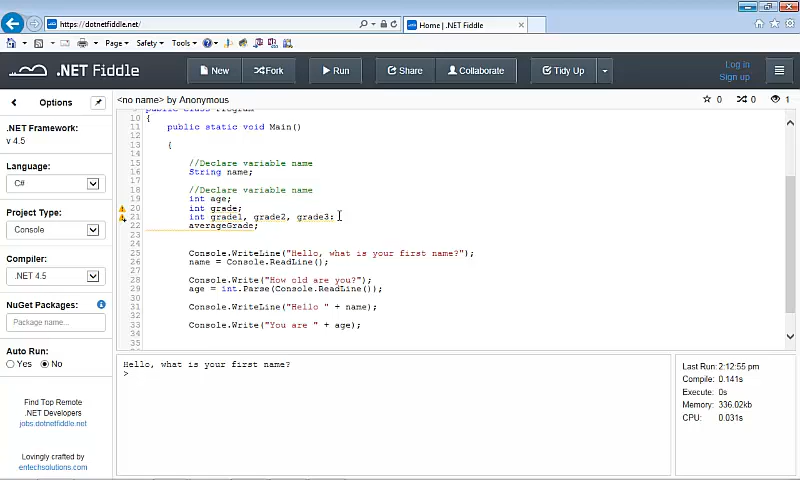 https://dotnetfiddle.net/
Home | .NET Fiddle
Page
Safety
Tools
.NET Fiddle
New
Fork
Run
Share
Collaborate
Tidy Up
Log in
Sign up
Options
<no name> by Anonymous
0
0
1
.NET Framework:
v 4.5
Language:
C#
Project Type:
Console
Compiler:
.NET 4.5
NuGet Packages:
Package name...
Auto Run:
Yes
No
Find Top Remote
.NET Developers
jobs.dotnetfiddle.net
Lovingly crafted by
entechsolutions.com
9 public class Program
10 {
11 public static void Main()
12
13 {
14
15 //Declare variable name
16 String name;
17
18 //Declare variable name
19 int age;
20 int grade;
21 int grade1, grade2, grade3:
22 averageGrade;
23
24
25 Console.WriteLine("Hello, what is your first name?");
26 name = Console.ReadLine();
27
28 Console.Write("How old are you?");
29 age = int.Parse(Console.ReadLine());
30
31 Console.WriteLine("Hello " + name);
32
33 Console.Write("You are " + age);
34
35
Hello, what is your first name?
>
Last Run: 2:12:55 pm
Compile: 0.141s
Execute: 0s
Memory: 336.02kb
CPU: 0.031s